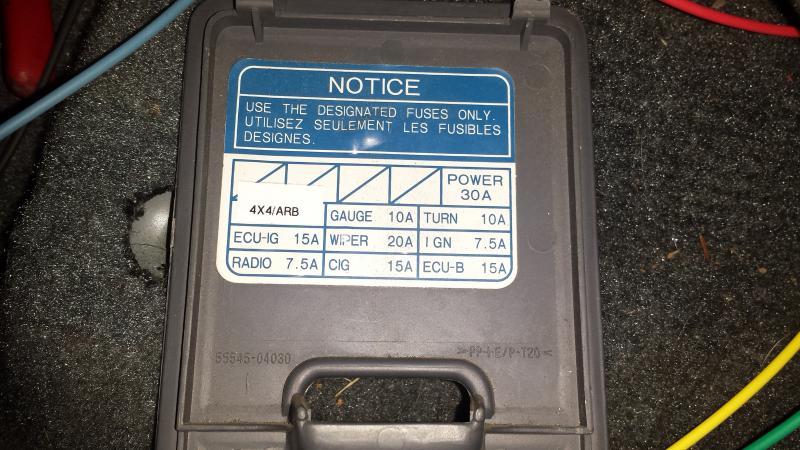 NOTICE
USE THE DESIGNATED FUSES ONLY.
UTILISEZ SEULEMENT LES FUSIBLES
DESIGNES.
POWER
30A
4X4/ARB GAUGE 10A TURN 10A
ECU-IG 15A WIPER 20A IGN 7.5A
RADIO 7.5A CIG 15A ECU-B 15A
55545-04030